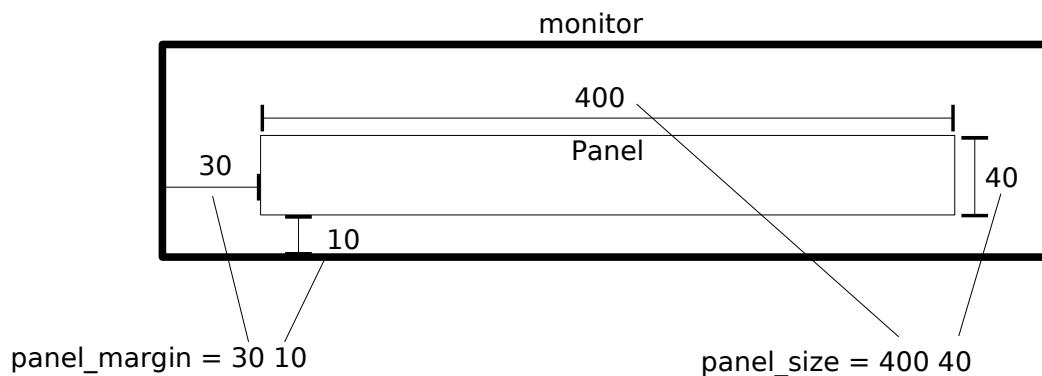 monitor
400
Panel
30
40
10
panel_margin = 30 10
panel_size = 400 40